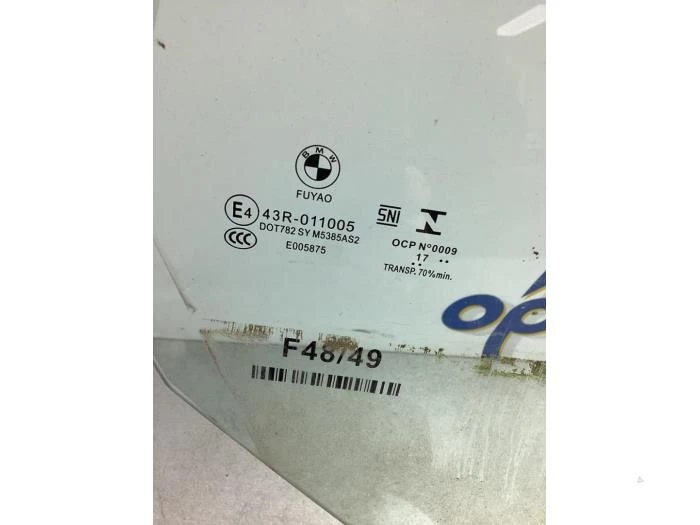 BMW
FUYAO
E4 43R-011005
DOT782 SY M5385AS2
CCC E005875
SNI
OCP N°0009
17 ..
..
TRANSP.70%min.
op
F48/49